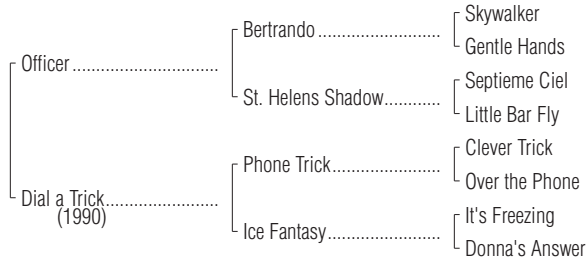 Skywalker
Bertrando
Gentle Hands
Officer
Septieme Ciel
St. Helens Shadow
Little Bar Fly
Clever Trick
Phone Trick
Over the Phone
Dial a Trick
(1990)
It's Freezing
Ice Fantasy
Donna's Answer